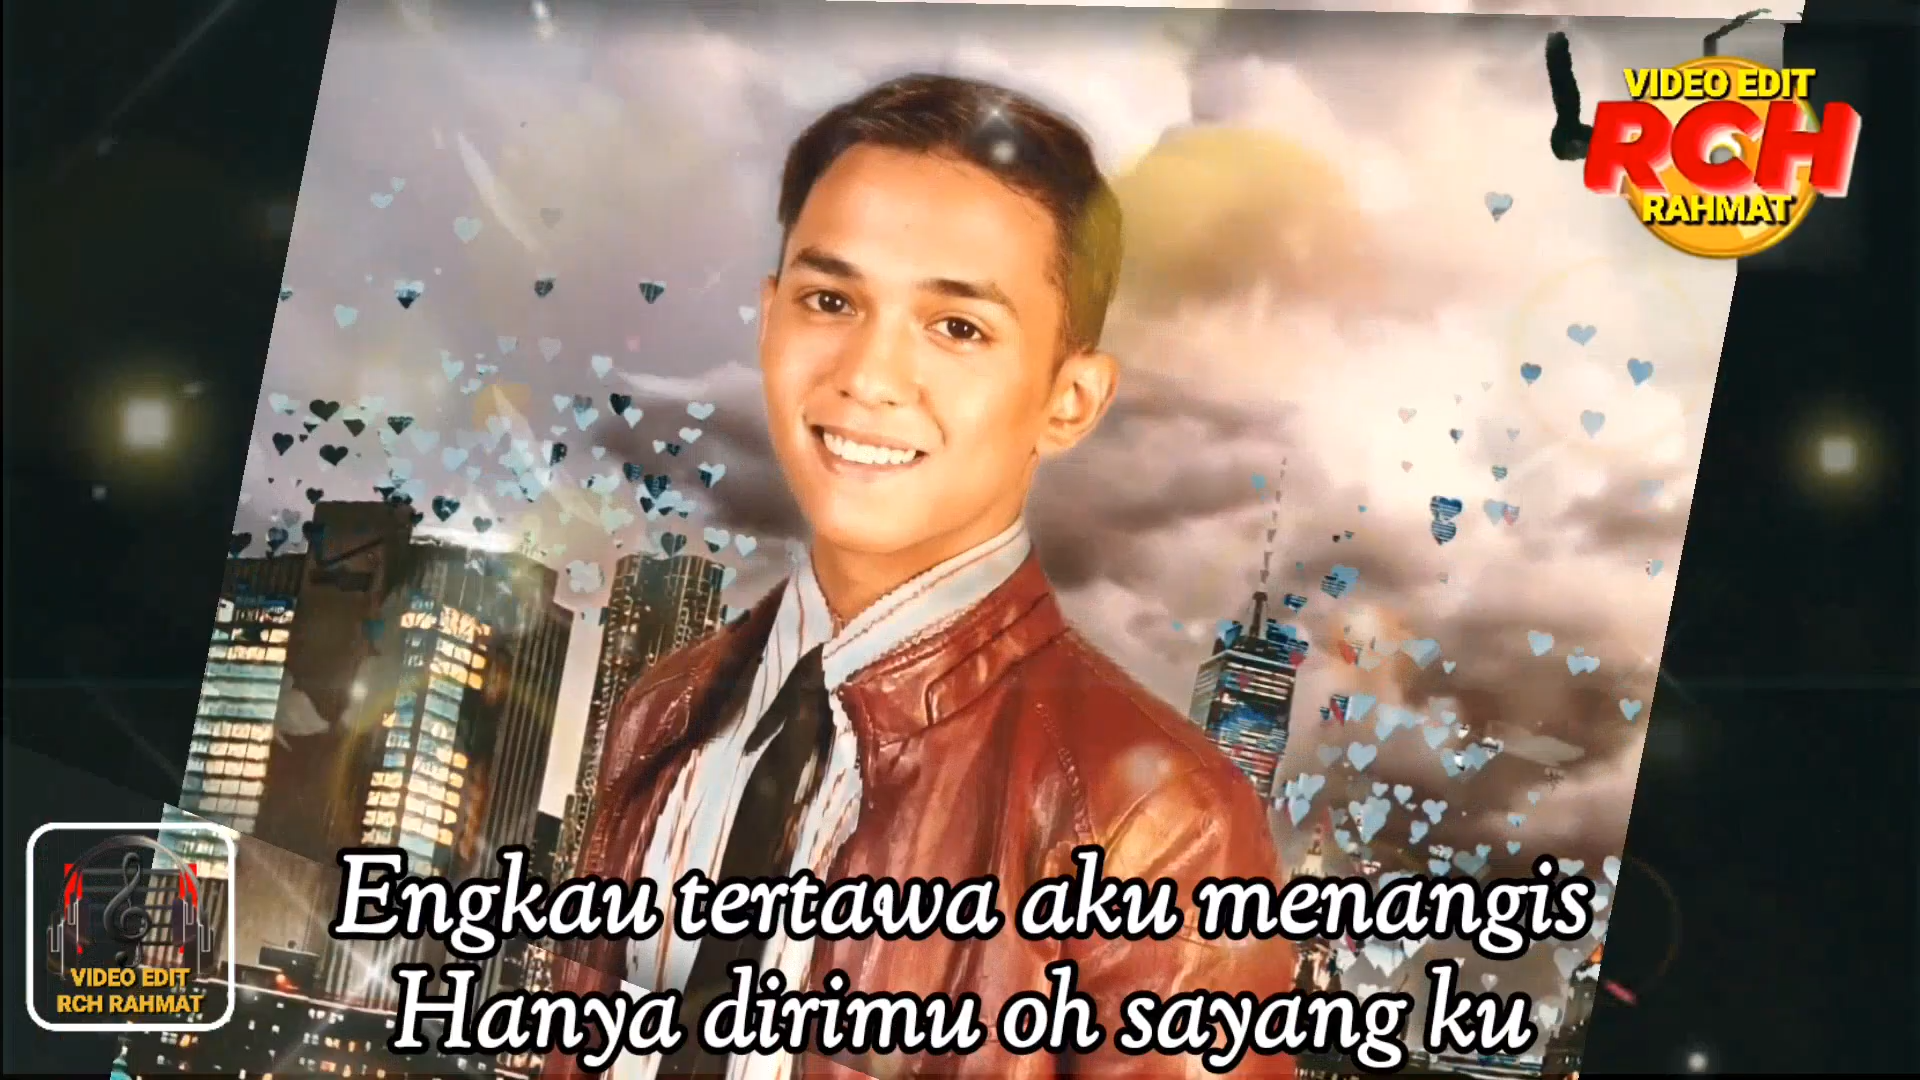 VIDEO EDIT
RCH
RAHMAT
Engkau tertawa aku menangis
Hanya dirimu oh sayang ku
VIDEO EDIT
RCH RAHMAT